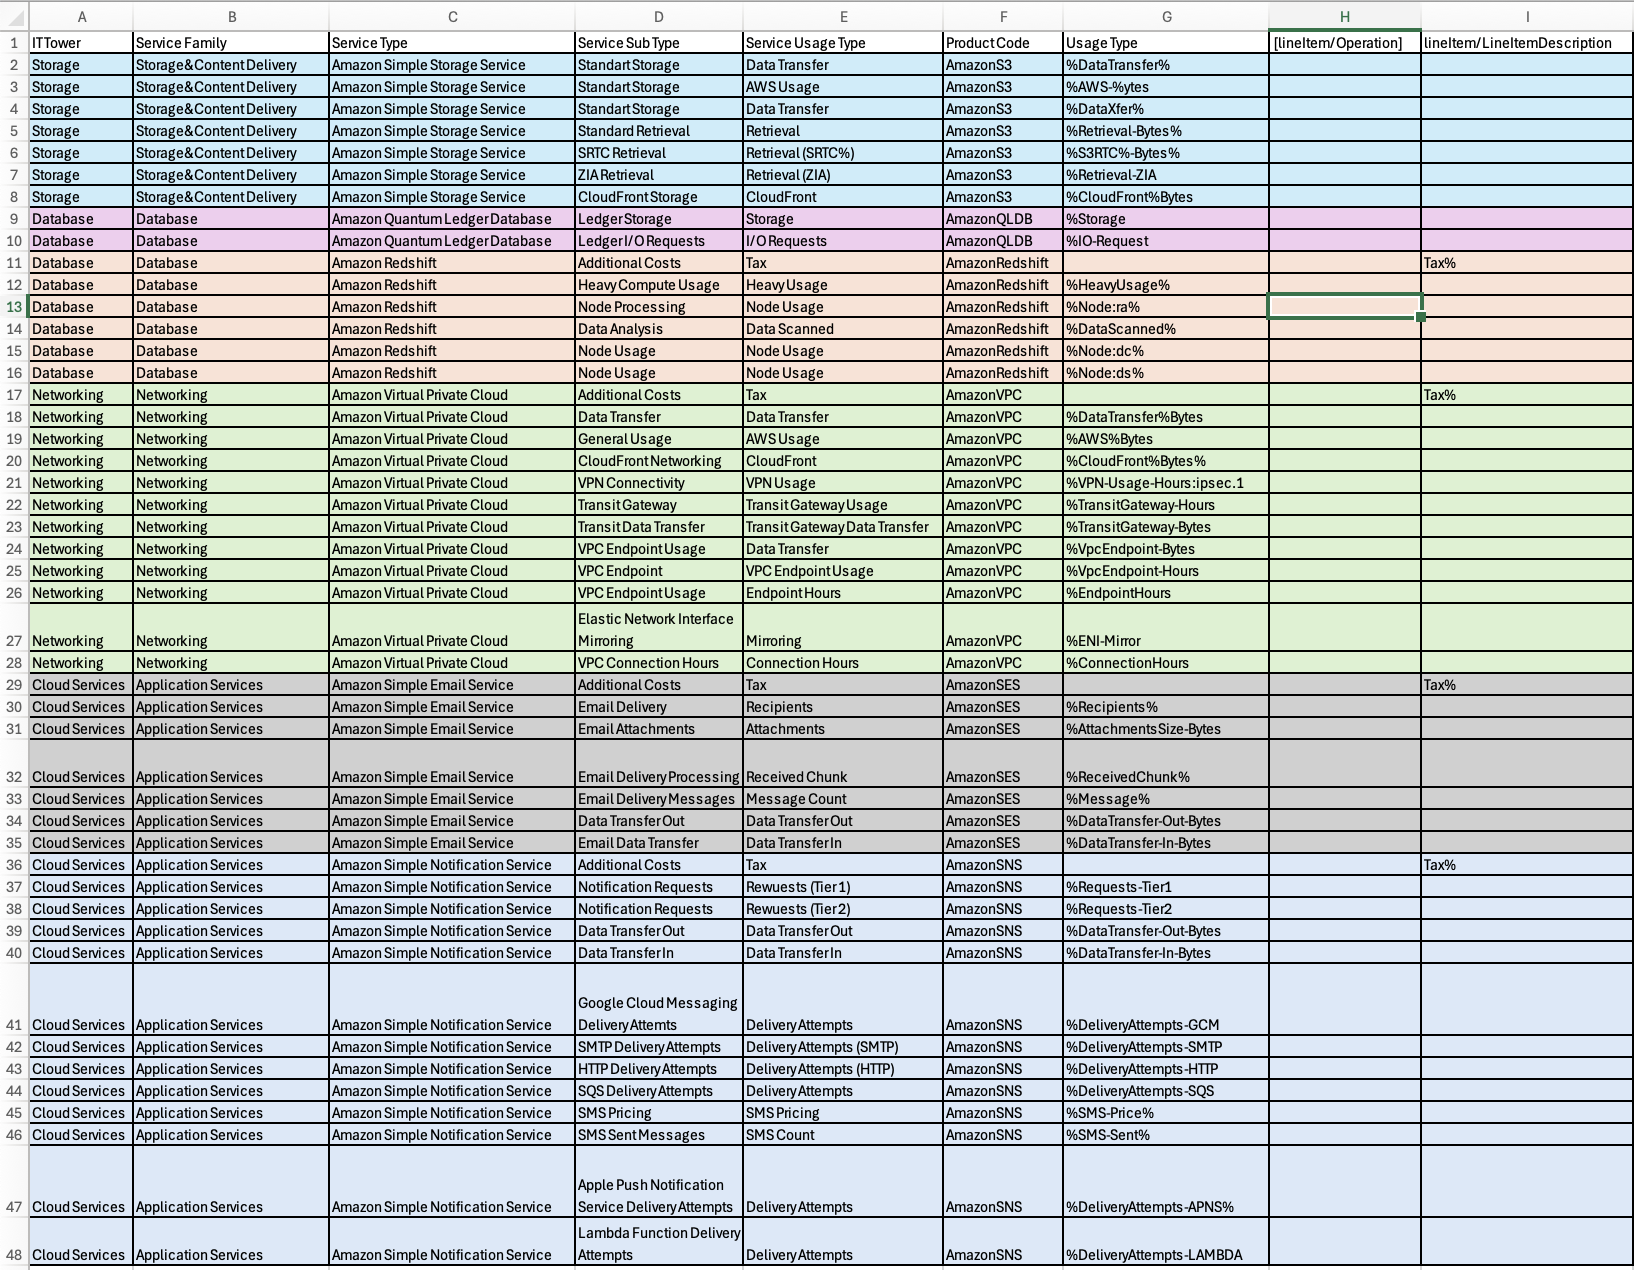 A B C D E F G H I
1 ITTower Service Family Service Type Service Sub Type Service Usage Type Product Code Usage Type [lineItem/Operation] lineItem/LineItemDescription
2 Storage Storage&Content Delivery Amazon Simple Storage Service Standart Storage Data Transfer AmazonS3 %DataTransfer%
3 Storage Storage&Content Delivery Amazon Simple Storage Service Standart Storage AWS Usage AmazonS3 %AWS-%ytes
4 Storage Storage&Content Delivery Amazon Simple Storage Service Standart Storage Data Transfer AmazonS3 %DataXfer%
5 Storage Storage&Content Delivery Amazon Simple Storage Service Standard Retrieval Retrieval AmazonS3 %Retrieval-Bytes%
6 Storage Storage&Content Delivery Amazon Simple Storage Service SRTC Retrieval Retrieval (SRTC%) AmazonS3 %S3RTC%-Bytes%
7 Storage Storage&Content Delivery Amazon Simple Storage Service ZIA Retrieval Retrieval (ZIA) AmazonS3 %Retrieval-ZIA
8 Storage Storage&Content Delivery Amazon Simple Storage Service CloudFront Storage CloudFront AmazonS3 %CloudFront%Bytes
9 Database Database Amazon Quantum Ledger Database Ledger Storage Storage AmazonQLDB %Storage
10 Database Database Amazon Quantum Ledger Database Ledger I/O Requests I/O Requests AmazonQLDB %IO-Request
11 Database Database Amazon Redshift Additional Costs Tax AmazonRedshift Tax%
12 Database Database Amazon Redshift Heavy Compute Usage Heavy Usage AmazonRedshift %HeavyUsage%
13 Database Database Amazon Redshift Node Processing Node Usage AmazonRedshift %Node:ra%
14 Database Database Amazon Redshift Data Analysis Data Scanned AmazonRedshift %DataScanned%
15 Database Database Amazon Redshift Node Usage Node Usage AmazonRedshift %Node:dc%
16 Database Database Amazon Redshift Node Usage Node Usage AmazonRedshift %Node:ds%
17 Networking Networking Amazon Virtual Private Cloud Additional Costs Tax AmazonVPC Tax%
18 Networking Networking Amazon Virtual Private Cloud Data Transfer Data Transfer AmazonVPC %DataTransfer%Bytes
19 Networking Networking Amazon Virtual Private Cloud General Usage AWS Usage AmazonVPC %AWS%Bytes
20 Networking Networking Amazon Virtual Private Cloud CloudFront Networking CloudFront AmazonVPC %CloudFront%Bytes%
21 Networking Networking Amazon Virtual Private Cloud VPN Connectivity VPN Usage AmazonVPC %VPN-Usage-Hours:ipsec.1
22 Networking Networking Amazon Virtual Private Cloud Transit Gateway Transit Gateway Usage AmazonVPC %TransitGateway-Hours
23 Networking Networking Amazon Virtual Private Cloud Transit Data Transfer Transit Gateway Data Transfer AmazonVPC %TransitGateway-Bytes
24 Networking Networking Amazon Virtual Private Cloud VPC Endpoint Usage Data Transfer AmazonVPC %VpcEndpoint-Bytes
25 Networking Networking Amazon Virtual Private Cloud VPC Endpoint VPC Endpoint Usage AmazonVPC %VpcEndpoint-Hours
26 Networking Networking Amazon Virtual Private Cloud VPC Endpoint Usage Endpoint Hours AmazonVPC %EndpointHours
Elastic Network Interface
27 Networking Networking Amazon Virtual Private Cloud Mirroring Mirroring AmazonVPC %ENI-Mirror
28 Networking Networking Amazon Virtual Private Cloud VPC Connection Hours Connection Hours AmazonVPC %ConnectionHours
29 Cloud Services Application Services Amazon Simple Email Service Additional Costs Tax AmazonSES Tax%
30 Cloud Services Application Services Amazon Simple Email Service Email Delivery Recipients AmazonSES %Recipients%
31 Cloud Services Application Services Amazon Simple Email Service Email Attachments Attachments AmazonSES %AttachmentsSize-Bytes
32 Cloud Services Application Services Amazon Simple Email Service Email Delivery Processing Received Chunk AmazonSES %ReceivedChunk%
33 Cloud Services Application Services Amazon Simple Email Service Email Delivery Messages Message Count AmazonSES %Message%
34 Cloud Services Application Services Amazon Simple Email Service Data Transfer Out Data Transfer Out AmazonSES %DataTransfer-Out-Bytes
35 Cloud Services Application Services Amazon Simple Email Service Email Data Transfer Data Transfer In AmazonSES %DataTransfer-In-Bytes
36 Cloud Services Application Services Amazon Simple Notification Service Additional Costs Tax AmazonSNS Tax%
37 Cloud Services Application Services Amazon Simple Notification Service Notification Requests Rewuests (Tier1) AmazonSNS %Requests-Tier1
38 Cloud Services Application Services Amazon Simple Notification Service Notification Requests Rewuests (Tier2) AmazonSNS %Requests-Tier2
39 Cloud Services Application Services Amazon Simple Notification Service Data Transfer Out Data Transfer Out AmazonSNS %DataTransfer-Out-Bytes
40 Cloud Services Application Services Amazon Simple Notification Service Data Transfer In Data Transfer In AmazonSNS %DataTransfer-In-Bytes
Google Cloud Messaging
41 Cloud Services Application Services Amazon Simple Notification Service Delivery Attemts Delivery Attempts AmazonSNS %DeliveryAttempts-GCM
42 Cloud Services Application Services Amazon Simple Notification Service SMTP Delivery Attempts Delivery Attempts (SMTP) AmazonSNS %DeliveryAttempts-SMTP
43 Cloud Services Application Services Amazon Simple Notification Service HTTP Delivery Attempts Delivery Attempts (HTTP) AmazonSNS %DeliveryAttempts-HTTP
44 Cloud Services Application Services Amazon Simple Notification Service SQS Delivery Attempts Delivery Attempts AmazonSNS %DeliveryAttempts-SQS
45 Cloud Services Application Services Amazon Simple Notification Service SMS Pricing SMS Pricing AmazonSNS %SMS-Price%
46 Cloud Services Application Services Amazon Simple Notification Service SMS Sent Messages SMS Count AmazonSNS %SMS-Sent%
Apple Push Notification
47 Cloud Services Application Services Amazon Simple Notification Service Service Delivery Attempts Delivery Attempts AmazonSNS %DeliveryAttempts-APNS%
Lambda Function Delivery
48 Cloud Services Application Services Amazon Simple Notification Service Attempts Delivery Attempts AmazonSNS %DeliveryAttempts-LAMBDA